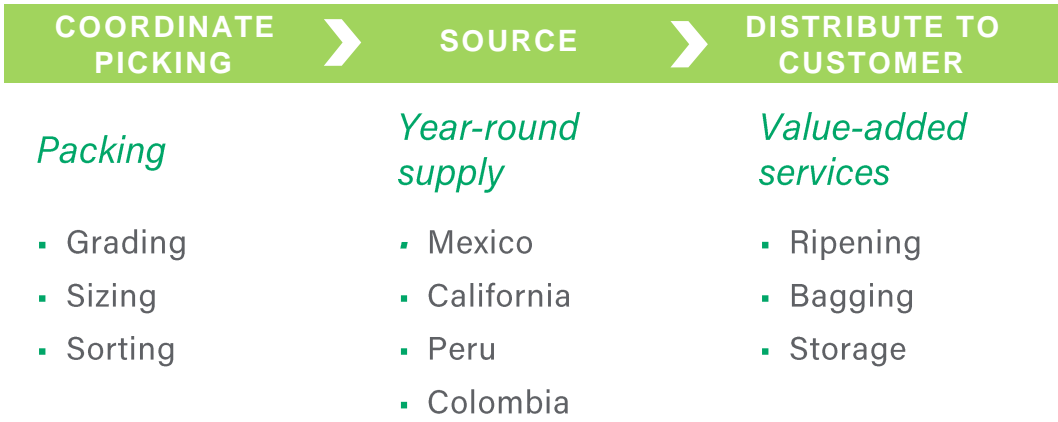 COORDINATE
PICKING
SOURCE
DISTRIBUTE TO
CUSTOMER
Packing
▪ Grading
▪ Sizing
▪ Sorting
Year-round
supply
▪ Mexico
▪ California
▪ Peru
▪ Colombia
Value-added
services
▪ Ripening
▪ Bagging
▪ Storage